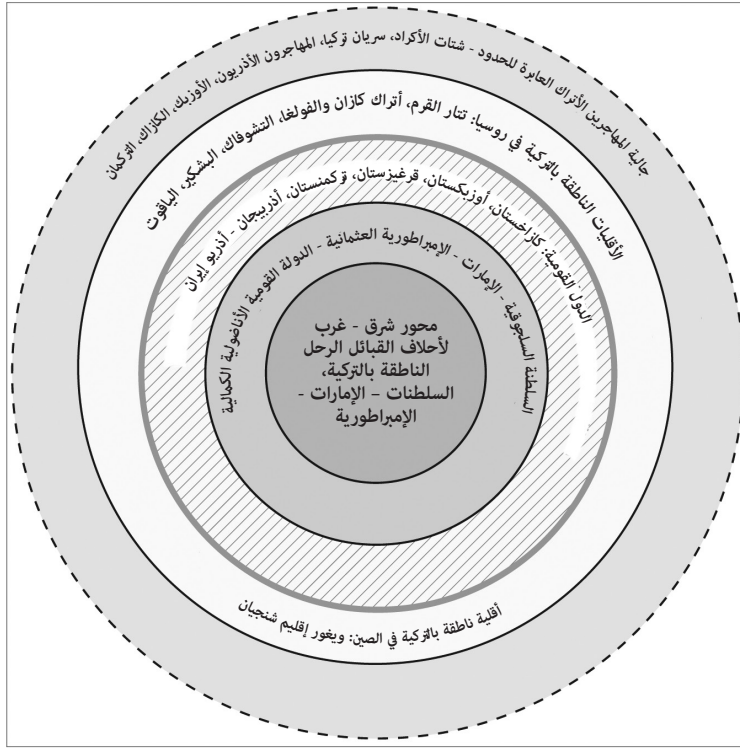 جالية المهاجرين الأتراك العابرة للحدود - شتات الأكراد، سريان تركيا، المهاجرون الأذريون، الأوزبك، الكازاك، التركمان
الأقليات الناطقة بالتركية في روسيا: تتار القرم، أتراك كازان والفولغا، التشوفاك، البشكير، الياقوت
الدول القومية: كازاخستان، أوزبكستان، قرغيزستان، تركمنستان، أذربيجان - أذريو إيران
السلطنة السلجوقية - الإمارات - الإمبراطورية العثمانية - الدولة القومية الأناضولية الكمالية
محور شرق - غرب
لأحلاف القبائل الرحل
الناطقة بالتركية،
السلطنات – الإمارات -
الإمبراطورية
أقلية ناطقة بالتركية في الصين: ويغور إقليم شنجيان